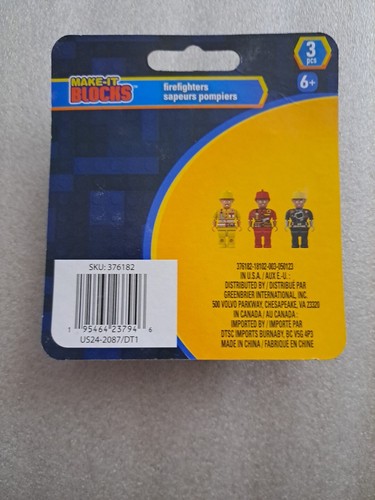 3
pcs
6+
MAKE-IT
BLOCKS™
firefighters
sapeurs pompiers
SKU: 376182
1 95464 23794 6
US24-2087/DT1
376182-18102-003-050123
IN U.S.A. / AUX E.-U. :
DISTRIBUTED BY / DISTRIBUÉ PAR
GREENBRIER INTERNATIONAL, INC.
500 VOLVO PARKWAY, CHESAPEAKE, VA 23320
IN CANADA / AU CANADA :
IMPORTED BY / IMPORTÉ PAR
DTSC IMPORTS BURNABY, BC V5G 4P3
MADE IN CHINA / FABRIQUÉ EN CHINE